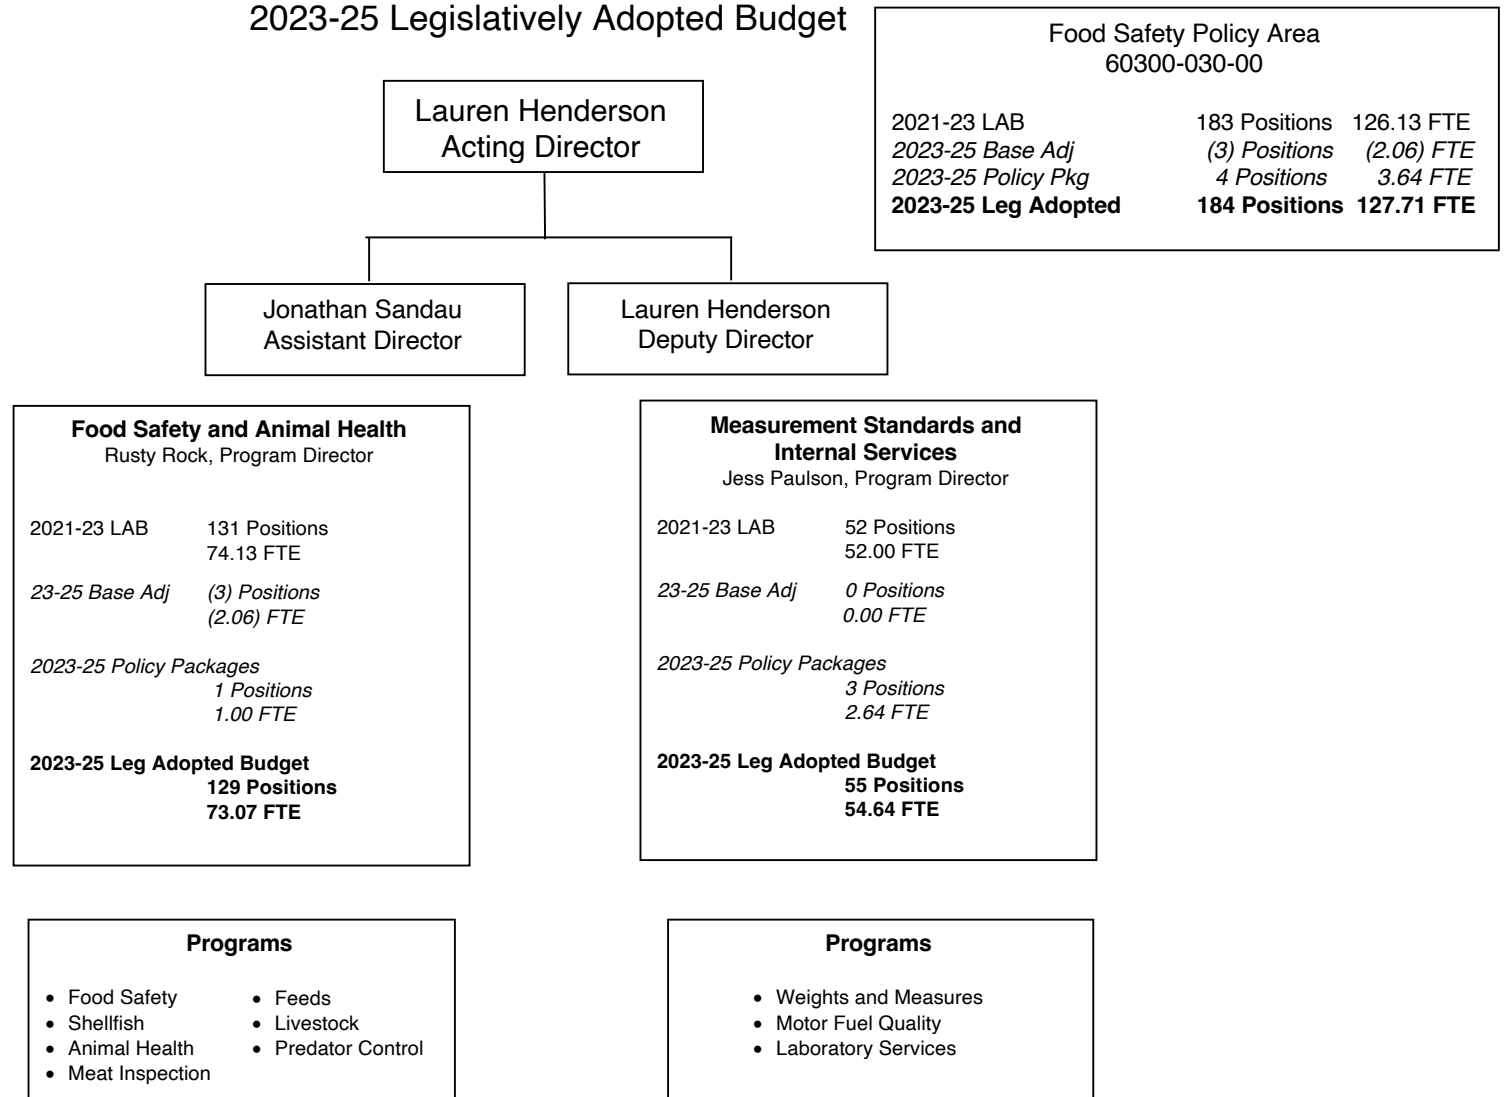 2023-25 Legislatively Adopted Budget
Food Safety Policy Area
60300-030-00
2021-23 LAB 183 Positions 126.13 FTE
2023-25 Base Adj (3) Positions (2.06) FTE
2023-25 Policy Pkg 4 Positions 3.64 FTE
2023-25 Leg Adopted 184 Positions 127.71 FTE
Lauren Henderson
Acting Director
Jonathan Sandau
Assistant Director
Lauren Henderson
Deputy Director
Food Safety and Animal Health
Rusty Rock, Program Director
2021-23 LAB 131 Positions
74.13 FTE
23-25 Base Adj (3) Positions
(2.06) FTE
2023-25 Policy Packages
1 Positions
1.00 FTE
2023-25 Leg Adopted Budget
129 Positions
73.07 FTE
Measurement Standards and
Internal Services
Jess Paulson, Program Director
2021-23 LAB 52 Positions
52.00 FTE
23-25 Base Adj 0 Positions
0.00 FTE
2023-25 Policy Packages
3 Positions
2.64 FTE
2023-25 Leg Adopted Budget
55 Positions
54.64 FTE
Programs
• Food Safety
• Shellfish
• Animal Health
• Meat Inspection
• Feeds
• Livestock
• Predator Control
Programs
• Weights and Measures
• Motor Fuel Quality
• Laboratory Services